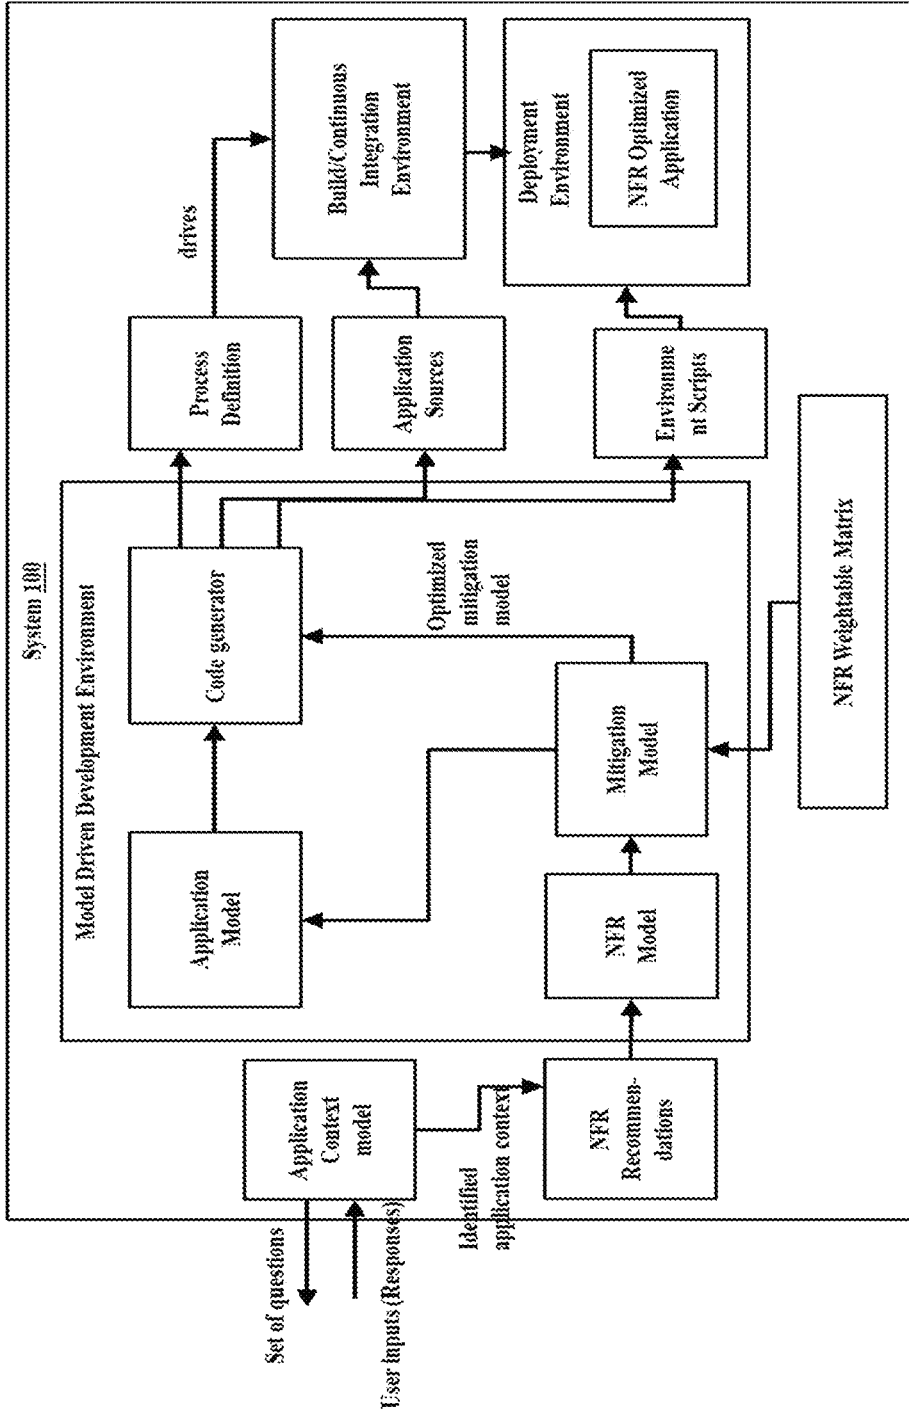 System 100
Model Driven Development Environment
Set of questions
User inputs (Responses)
Application
Context
model
Identified
application context
NFR
Recommen-
dations
Application
Model
NFR
Model
Code generator
Mitigation
Model
Optimized
mitigation
model
NFR Weightable Matrix
Process
Definition
drives
Application
Sources
Environme
nt Scripts
Build/Continuous
Integration
Environment
Deployment
Environment
NFR Optimized
Application